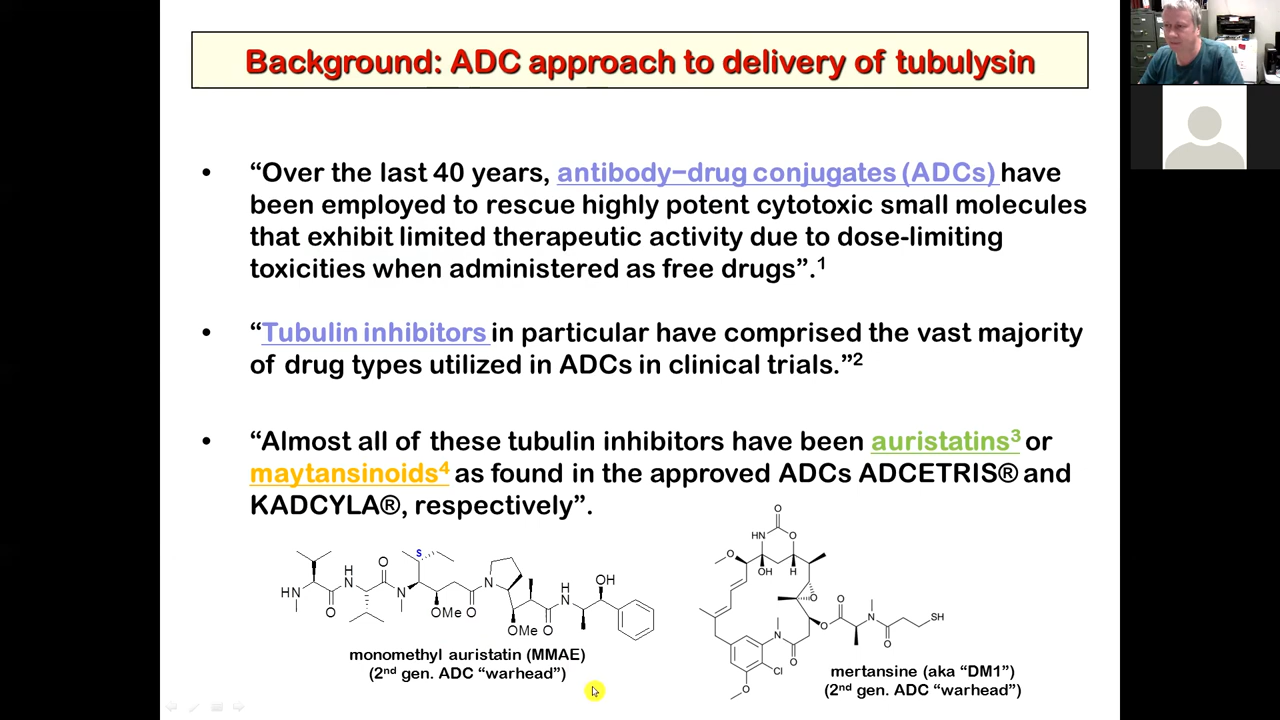 Background: ADC approach to delivery of tubulysin
• “Over the last 40 years, antibody−drug conjugates (ADCs) have
been employed to rescue highly potent cytotoxic small molecules
that exhibit limited therapeutic activity due to dose-limiting
toxicities when administered as free drugs”.¹
• “Tubulin inhibitors in particular have comprised the vast majority
of drug types utilized in ADCs in clinical trials.”²
• “Almost all of these tubulin inhibitors have been auristatins³ or
maytansinoids⁴ as found in the approved ADCs ADCETRIS® and
KADCYLA®, respectively”.
HN
O
H
N
O
N
S
OMe
O
N
OMe
O
H
N
OH
monomethyl auristatin (MMAE)
(2nd gen. ADC “warhead”)
O
HN
O
O
OH
H
O
O
O
N
O
SH
N
O
Cl
O
mertansine (aka “DM1”)
(2nd gen. ADC “warhead”)